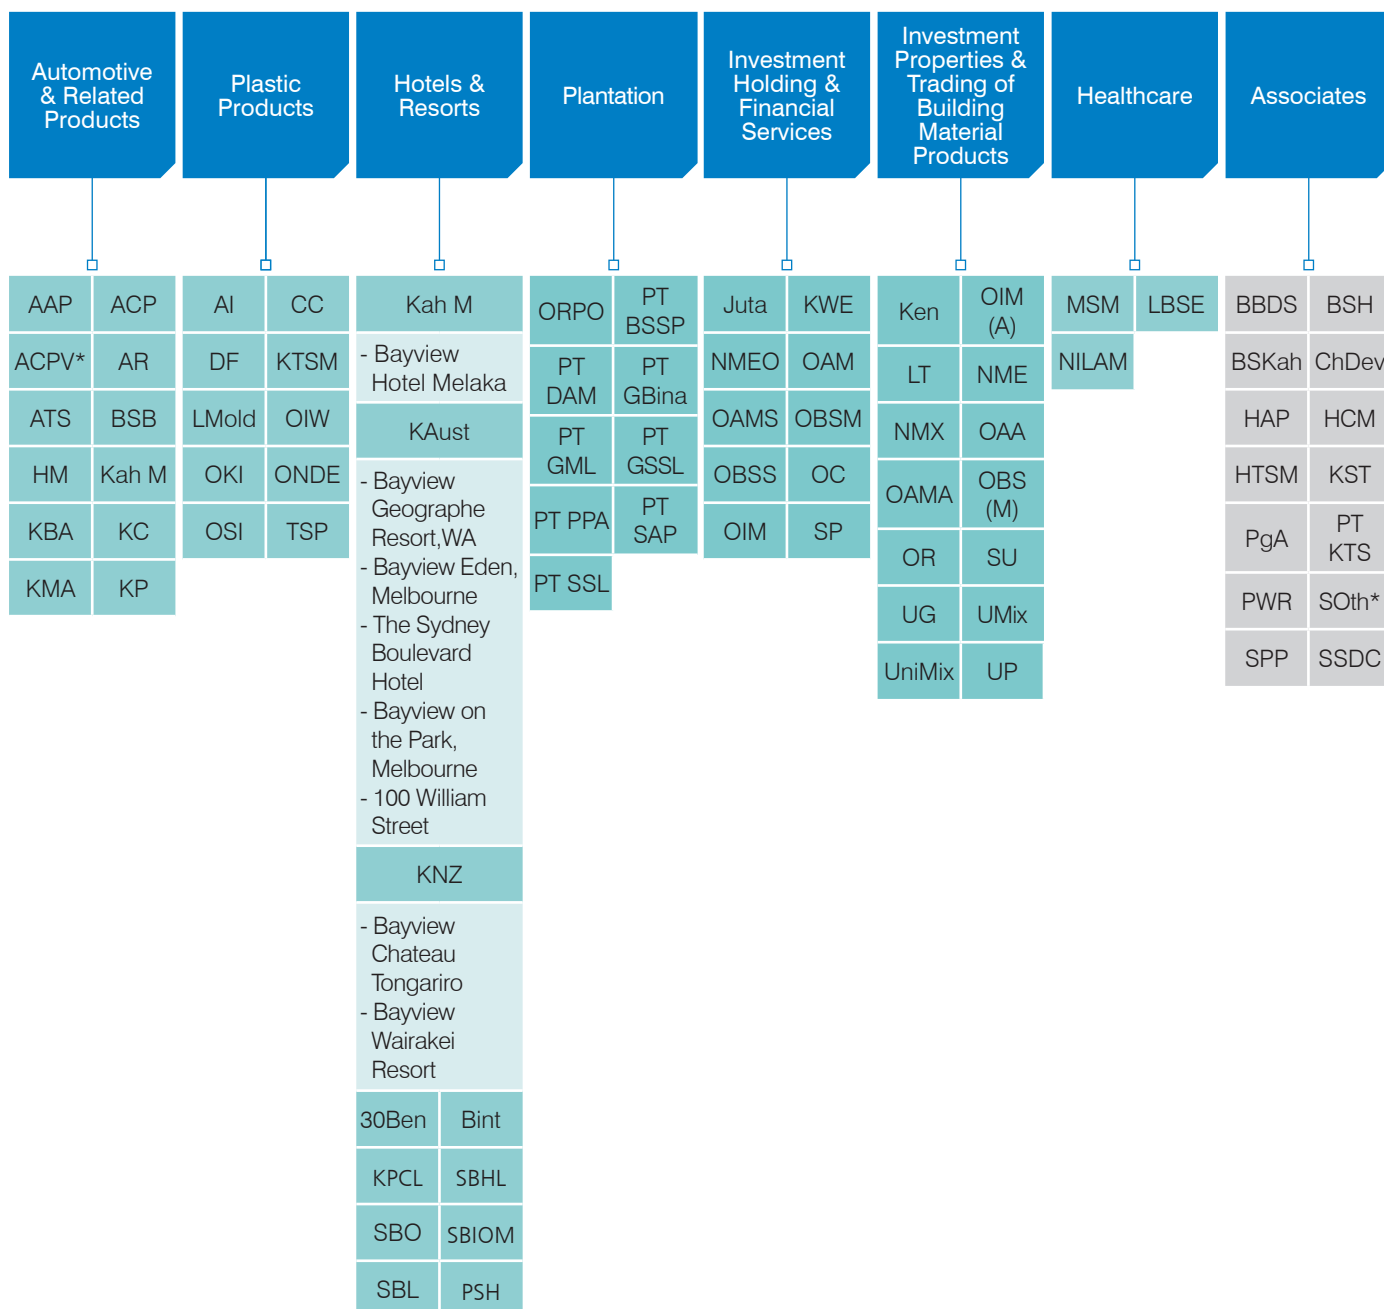 Automotive
& Related
Products
Plastic
Products
Hotels &
Resorts
Plantation
Investment
Holding &
Financial
Services
Investment
Properties &
Trading of
Building
Material
Products
Healthcare
Associates
AAP
ACP
ACPV*
AR
ATS
BSB
HM
Kah M
KBA
KC
KMA
KP
AI
CC
DF
KTSM
LMold
OIW
OKI
ONDE
OSI
TSP
Kah M
- Bayview
Hotel Melaka
KAust
- Bayview
Geographe
Resort,WA
- Bayview Eden,
Melbourne
- The Sydney
Boulevard
Hotel
- Bayview on
the Park,
Melbourne
- 100 William
Street
KNZ
- Bayview
Chateau
Tongariro
- Bayview
Wairakei
Resort
30Ben
Bint
KPCL
SBHL
SBO
SBIOM
SBL
PSH
ORPO
PT
BSSP
PT
DAM
PT
GBina
PT
GML
PT
GSSL
PT PPA
PT
SAP
PT SSL
Juta
KWE
NMEO
OAM
OAMS
OBSM
OBSS
OC
OIM
SP
Ken
OIM
(A)
LT
NME
NMX
OAA
OAMA
OBS
(M)
OR
SU
UG
UMix
UniMix
UP
MSM
LBSE
NILAM
BBDS
BSH
BSKah
ChDev
HAP
HCM
HTSM
KST
PgA
PT
KTS
PWR
SOth*
SPP
SSDC